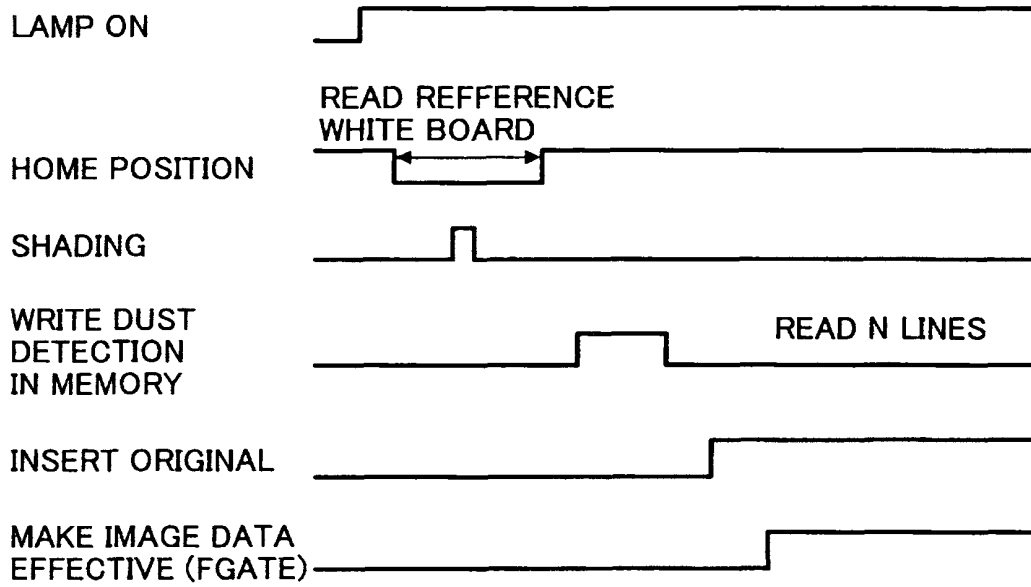 LAMP ON
READ REFFERENCE
WHITE BOARD
HOME POSITION
SHADING
WRITE DUST
DETECTION
IN MEMORY
READ N LINES
INSERT ORIGINAL
MAKE IMAGE DATA
EFFECTIVE (FGATE)